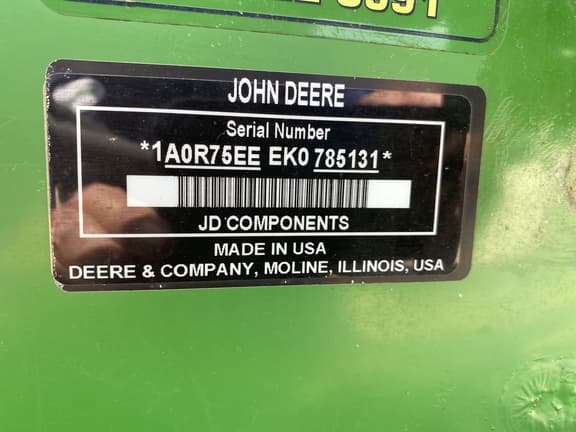 JOHN DEERE
Serial Number
*1A0R75EE EK0 785131*
JD COMPONENTS
MADE IN USA
DEERE & COMPANY, MOLINE, ILLINOIS, USA